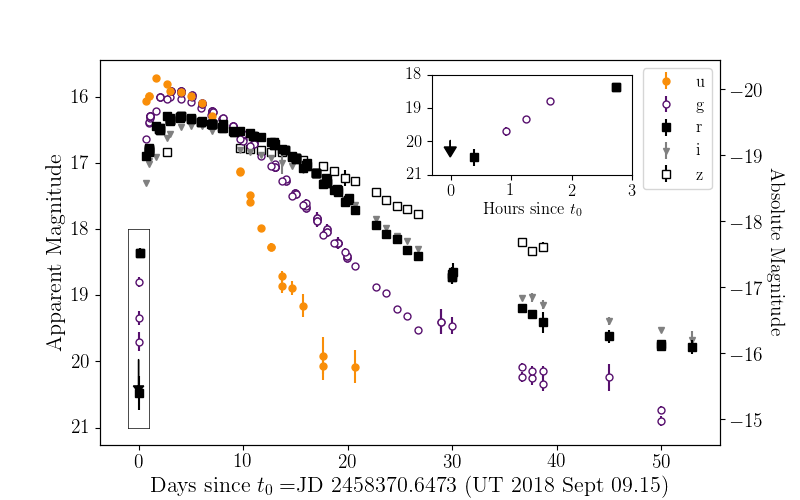 16
17
18
19
20
21
Apparent Magnitude
0
10
20
30
40
50
Days since t0 =JD 2458370.6473 (UT 2018 Sept 09.15)
−20
−19
−18
−17
−16
−15
Absolute Magnitude
18
19
20
21
0
1
2
3
Hours since t0
u
g
r
i
z